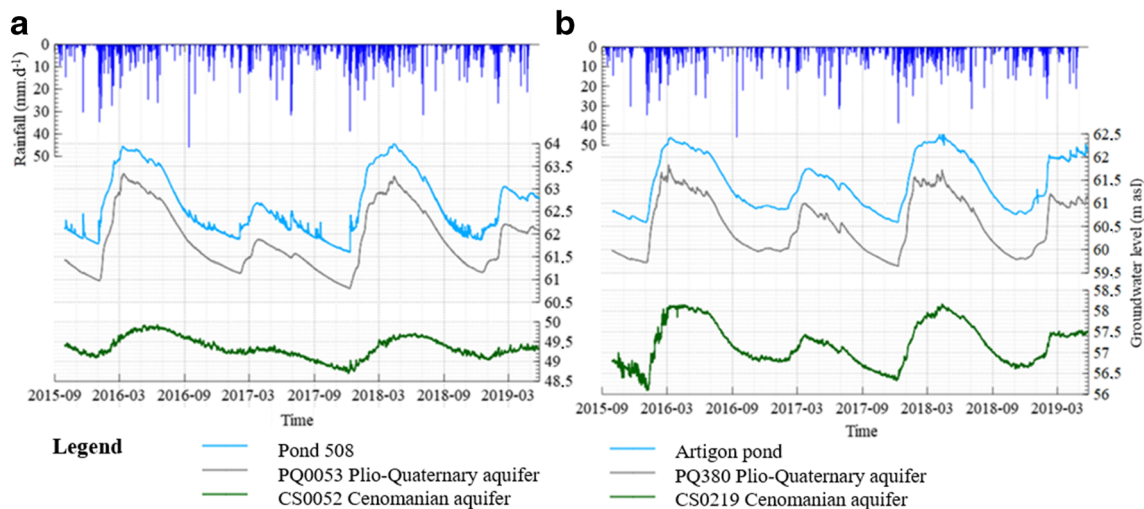 a
b
Rainfall (mm.d⁻¹)
0
10
20
30
40
50
64
63.5
63
62.5
62
61.5
61
60.5
50
49.5
49
48.5
2015-09 2016-03 2016-09 2017-03 2017-09 2018-03 2018-09 2019-03
Time
0
10
20
30
40
50
62.5
62
61.5
61
60.5
60
59.5
58.5
58
57.5
57
56.5
56
Groundwater level (m asl)
2015-09 2016-03 2016-09 2017-03 2017-09 2018-03 2018-09 2019-03
Time
Legend
Pond 508
PQ0053 Plio-Quaternary aquifer
CS0052 Cenomanian aquifer
Artigon pond
PQ380 Plio-Quaternary aquifer
CS0219 Cenomanian aquifer